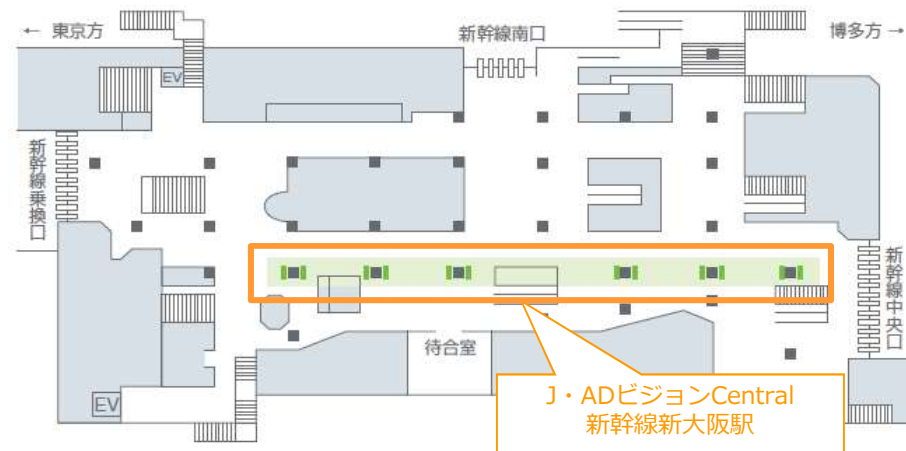 ← 東京方
新幹線南口
博多方 →
EV
新幹線乗換口
新幹線中央口
待合室
EV
J・ADビジョンCentral
新幹線新大阪駅